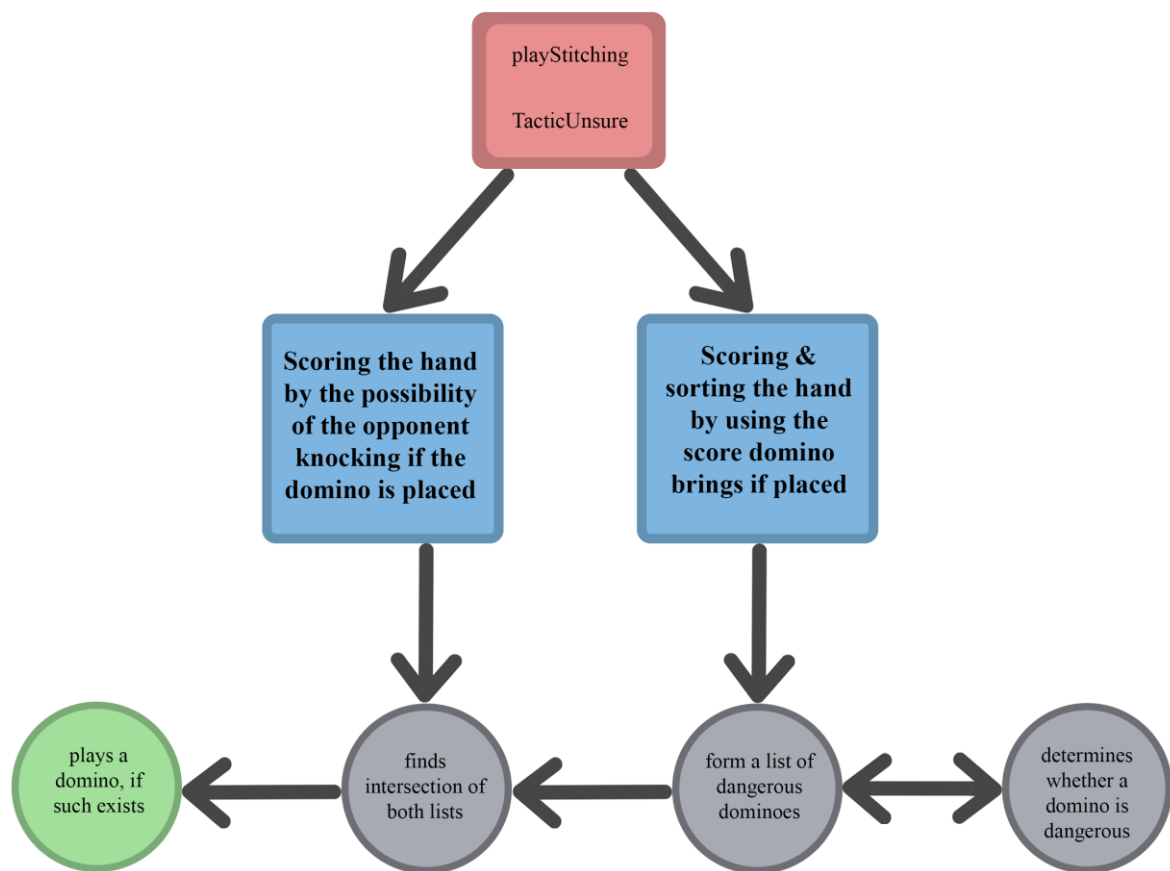 playStitching
TacticUnsure
Scoring the hand
by the possibility
of the opponent
knocking if the
domino is placed
Scoring &
sorting the hand
by using the
score domino
brings if placed
plays a
domino, if
such exists
finds
intersection of
both lists
form a list of
dangerous
dominoes
determines
whether a
domino is
dangerous